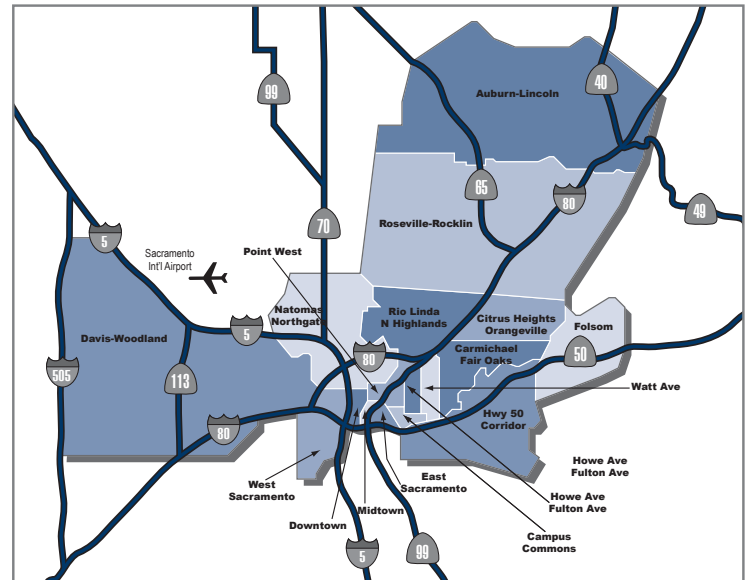 40
Auburn-Lincoln
99
65
80
49
Roseville-Rocklin
70
5
Sacramento
Int'l Airport
Point West
Natomas
Northgate
Rio Linda
N Highlands
Citrus Heights
Orangeville
Folsom
Davis-Woodland
5
80
Carmichael
Fair Oaks
50
505
113
Watt Ave
80
Hwy 50
Corridor
West
Sacramento
East
Sacramento
Howe Ave
Fulton Ave
Midtown
Downtown
Howe Ave
Fulton Ave
Campus
Commons
5
99